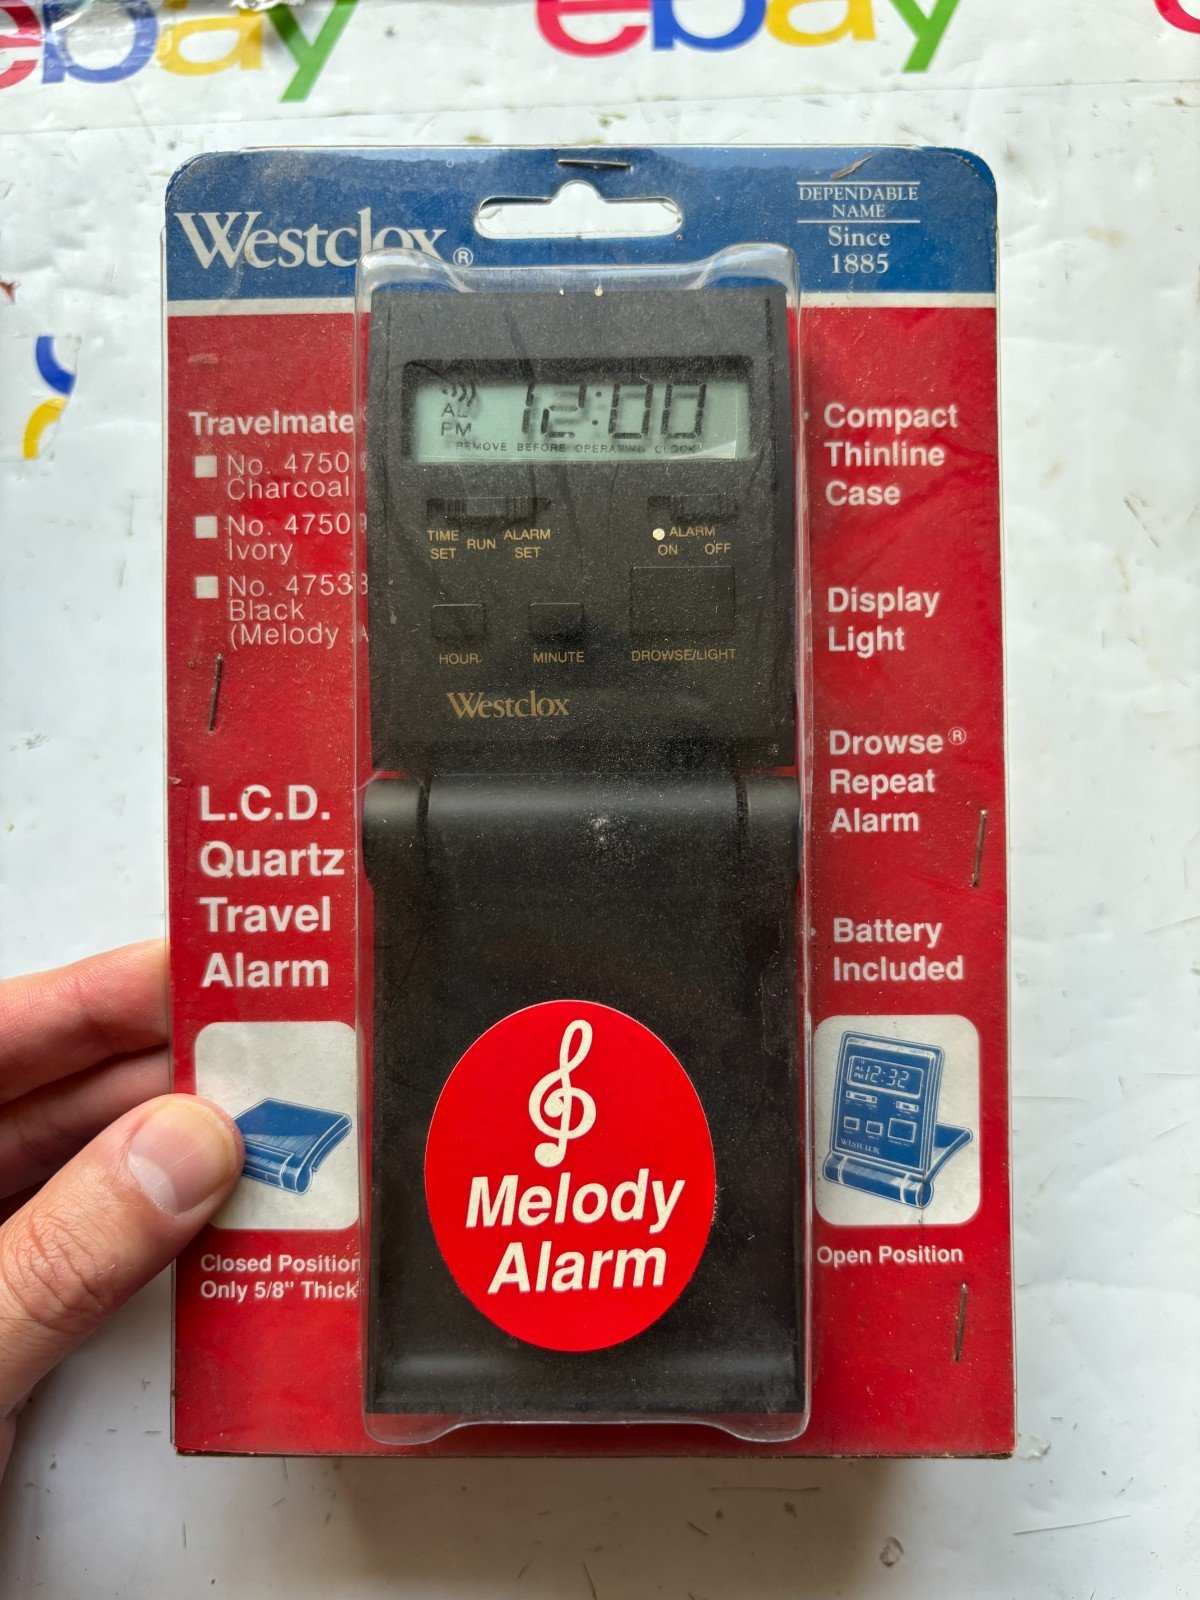 ebay
ebay
Westclox®
DEPENDABLE
NAME
Since
1885
Travelmate
No. 4750
Charcoal
No. 4750
Ivory
No. 47538
Black
(Melody A
L.C.D.
Quartz
Travel
Alarm
Closed Position
Only 5/8" Thick
AL
PM
12:00
REMOVE BEFORE OPERATING CLOCK
TIME
SET
RUN
ALARM
SET
ALARM
ON OFF
HOUR
MINUTE
DROWSE/LIGHT
Westclox
Melody
Alarm
Compact
Thinline
Case
Display
Light
Drowse®
Repeat
Alarm
Battery
Included
AL
PM
12:32
WESTCLOX
Open Position